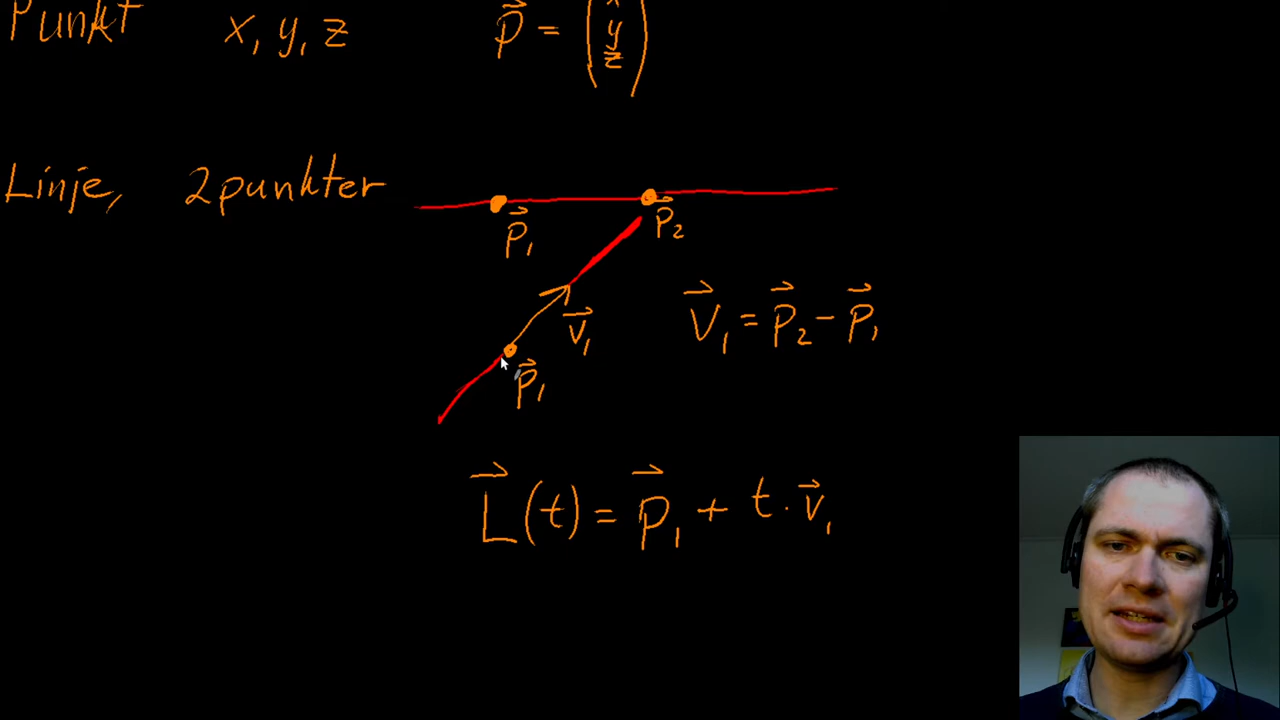 Punkt x, y, z p⃗ = (x y z)
Linje, 2punkter
p⃗₁ p⃗₂
v⃗₁ V⃗₁ = p⃗₂ − p⃗₁
p⃗₁
L⃗(t) = p⃗₁ + t · v⃗₁